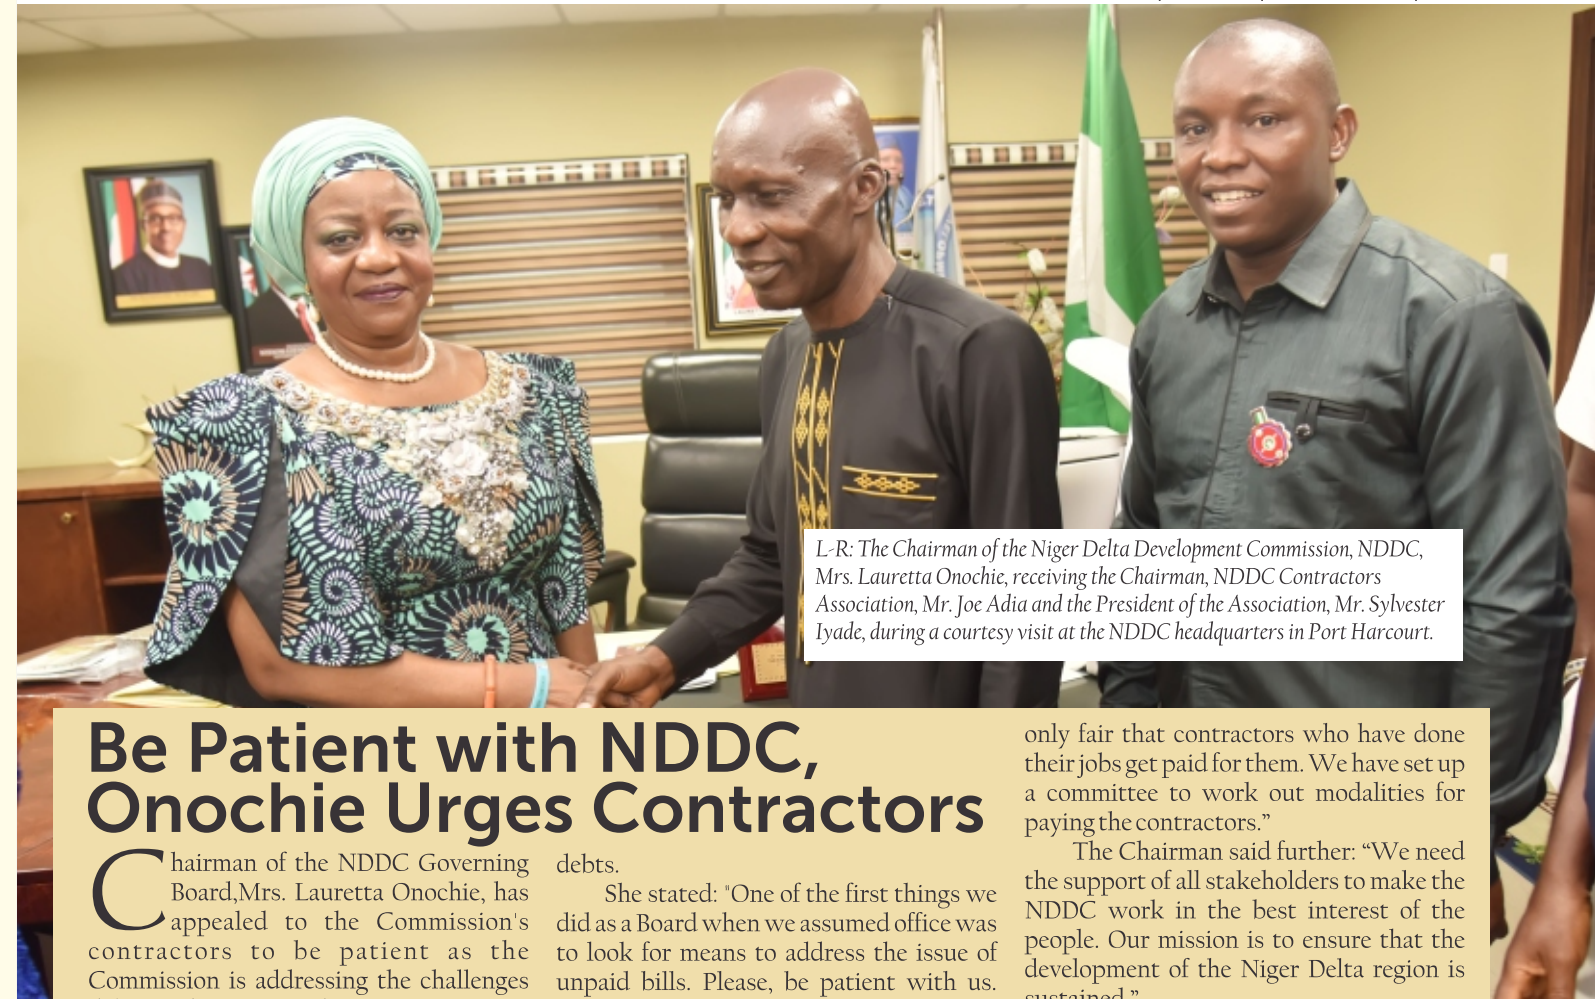 L-R: The Chairman of the Niger Delta Development Commission, NDDC,
Mrs. Lauretta Onochie, receiving the Chairman, NDDC Contractors
Association, Mr. Joe Adia and the President of the Association, Mr. Sylvester
Iyade, during a courtesy visit at the NDDC headquarters in Port Harcourt.
Be Patient with NDDC,
Onochie Urges Contractors
Chairman of the NDDC Governing
Board,Mrs. Lauretta Onochie, has
appealed to the Commission's
contractors to be patient as the
Commission is addressing the challenges
debts.
She stated: "One of the first things we
did as a Board when we assumed office was
to look for means to address the issue of
unpaid bills. Please, be patient with us.
only fair that contractors who have done
their jobs get paid for them. We have set up
a committee to work out modalities for
paying the contractors.”
The Chairman said further: “We need
the support of all stakeholders to make the
NDDC work in the best interest of the
people. Our mission is to ensure that the
development of the Niger Delta region is
sustained.”